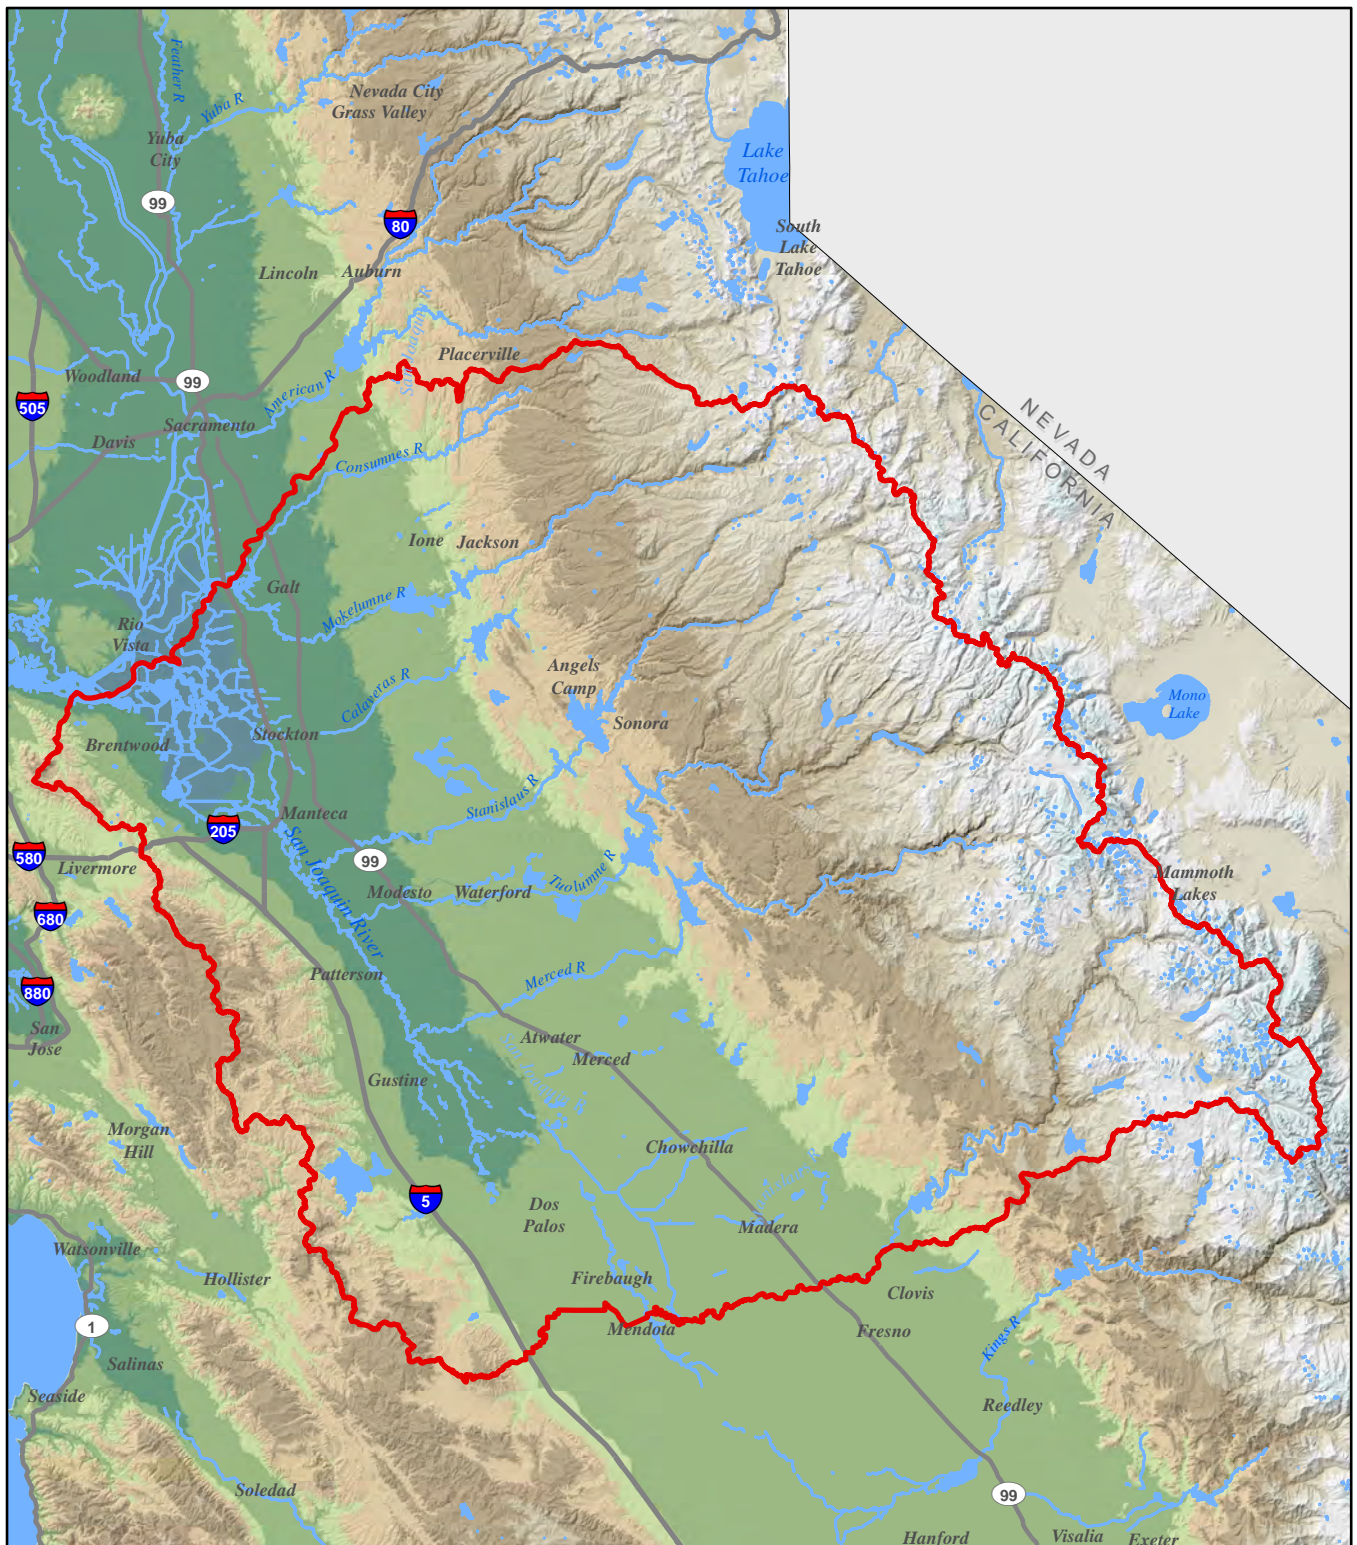 Feather R
Yuba R
Nevada City
Grass Valley
Yuba
City
Lake
Tahoe
99
80
South
Lake
Tahoe
Lincoln
Auburn
San Joaquin R
Placerville
Woodland
99
American R
505
Sacramento
Davis
NEVADA
CALIFORNIA
Consumnes R
Ione
Jackson
Galt
Mokelumne R
Rio
Vista
Angels
Camp
Calaveras R
Mono
Lake
Sonora
Brentwood
Stockton
Stanislaus R
Manteca
205
San Joaquin River
99
580
Livermore
Modesto
Waterford
Tuolumne R
Mammoth
Lakes
680
Patterson
Merced R
880
San
Jose
Atwater
Merced
Gustine
San Joaquin R
Morgan
Hill
Chowchilla
5
Dos
Palos
Madera
Watsonville
Hollister
Firebaugh
Clovis
1
Mendota
Fresno
Kings R
Salinas
Seaside
Reedley
Soledad
99
Hanford
Visalia
Exeter